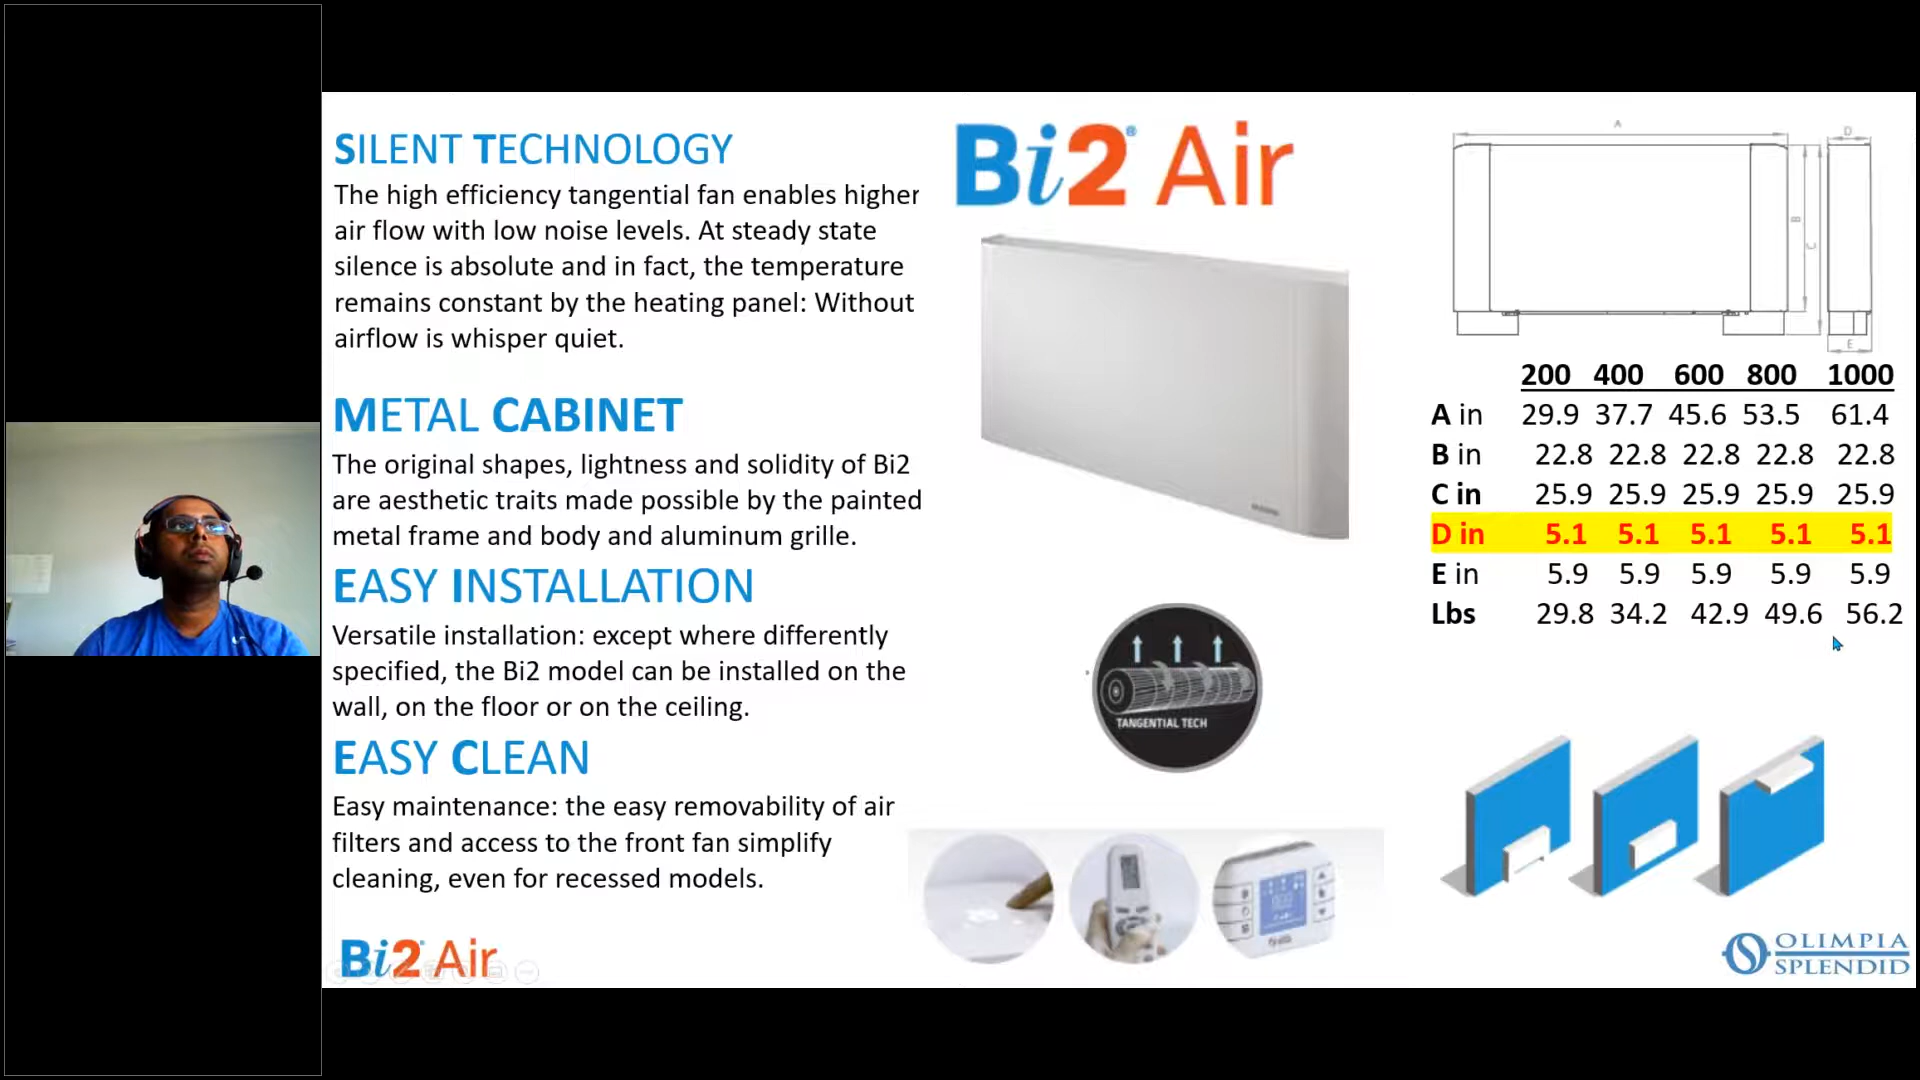 SILENT TECHNOLOGY
The high efficiency tangential fan enables higher
air flow with low noise levels. At steady state
silence is absolute and in fact, the temperature
remains constant by the heating panel: Without
airflow is whisper quiet.
METAL CABINET
The original shapes, lightness and solidity of Bi2
are aesthetic traits made possible by the painted
metal frame and body and aluminum grille.
EASY INSTALLATION
Versatile installation: except where differently
specified, the Bi2 model can be installed on the
wall, on the floor or on the ceiling.
EASY CLEAN
Easy maintenance: the easy removability of air
filters and access to the front fan simplify
cleaning, even for recessed models.
Bi2 Air
Bi2® Air
TANGENTIAL TECH
A
D
B
C
E
200 400 600 800 1000
A in 29.9 37.7 45.6 53.5 61.4
B in 22.8 22.8 22.8 22.8 22.8
C in 25.9 25.9 25.9 25.9 25.9
D in 5.1 5.1 5.1 5.1 5.1
E in 5.9 5.9 5.9 5.9 5.9
Lbs 29.8 34.2 42.9 49.6 56.2
OLIMPIA
SPLENDID